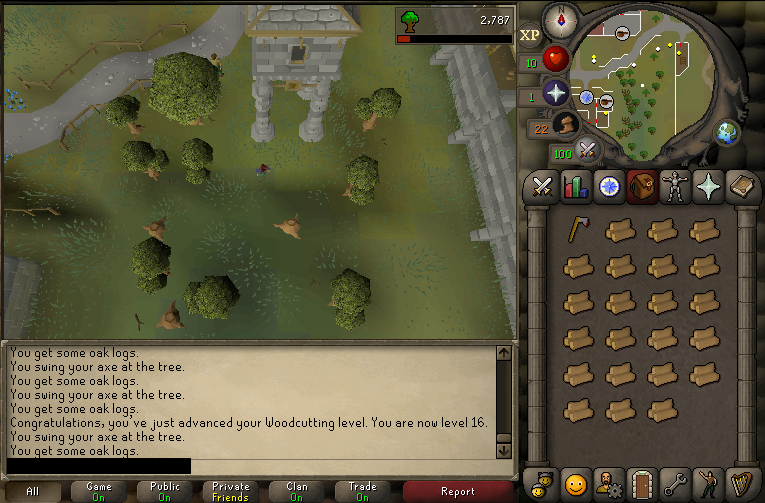 2,787
XP
N
10
1
22
100
You get some oak logs.
You swing your axe at the tree.
You get some oak logs.
You swing your axe at the tree.
You get some oak logs.
Congratulations, you've just advanced your Woodcutting level. You are now level 16.
You swing your axe at the tree.
You get some oak logs.
All
Game
On
Public
On
Private
Friends
Clan
On
Trade
On
Report